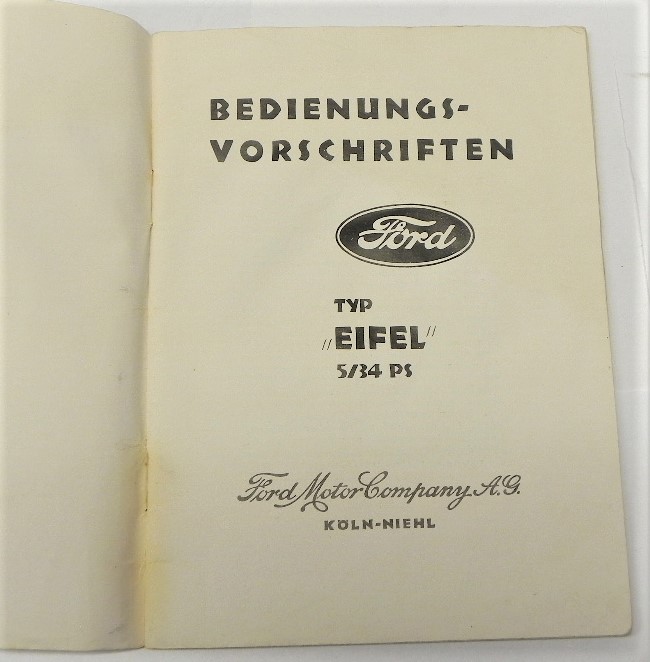 BEDIENUNGS-
VORSCHRIFTEN
Ford
TYP
„EIFEL"
5/34 PS
Ford Motor Company A.G.
KÖLN-NIEHL